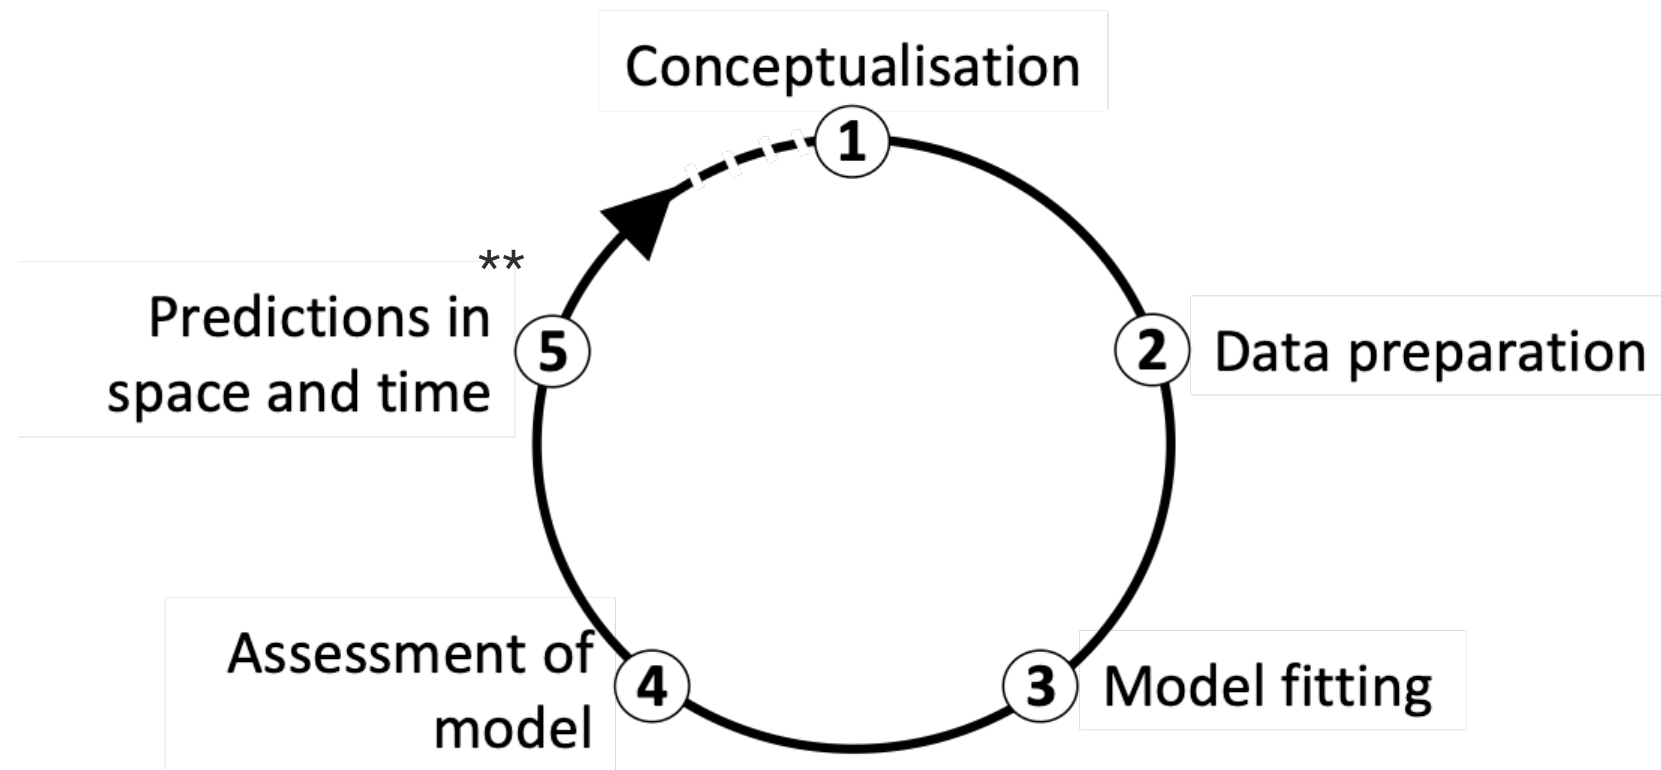 Conceptualisation
1
2
Data preparation
3
Model fitting
4
Assessment of
model
5
**
Predictions in
space and time